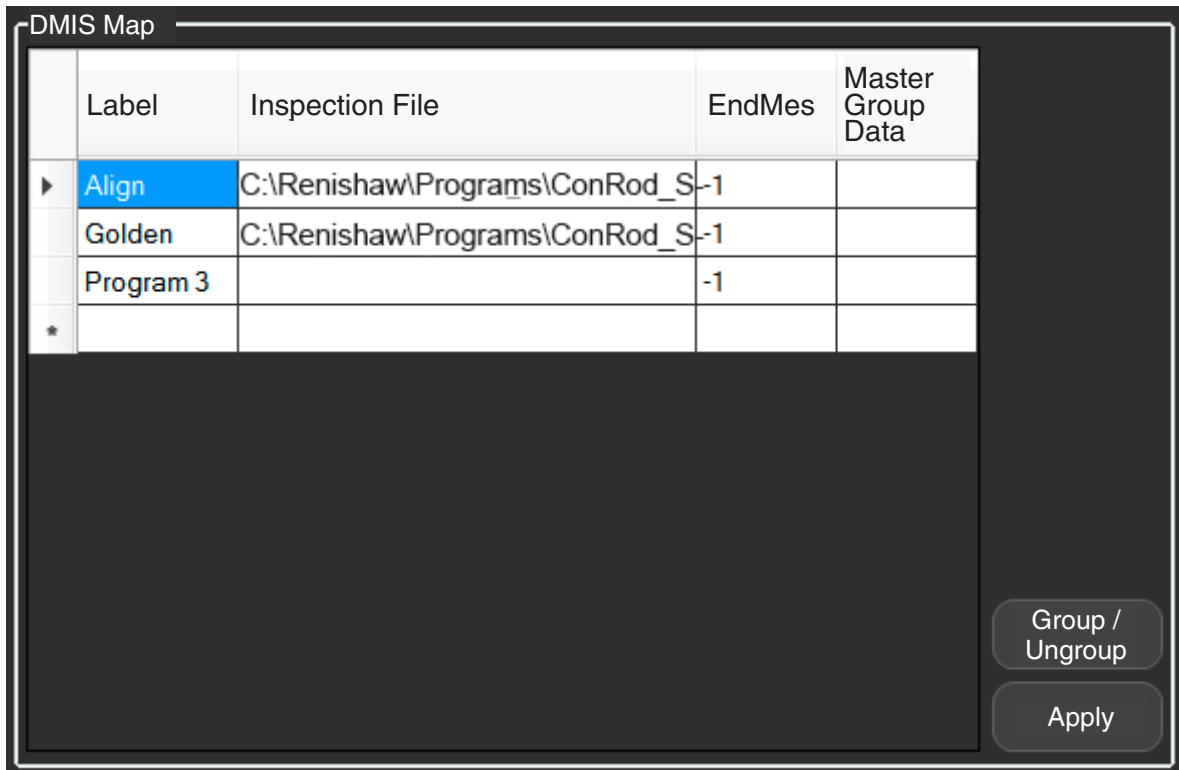 DMIS Map
Label Inspection File EndMes Master Group Data
Align C:\Renishaw\Programs\ConRod_S -1
Golden C:\Renishaw\Programs\ConRod_S -1
Program 3 -1
*
Group /
Ungroup
Apply